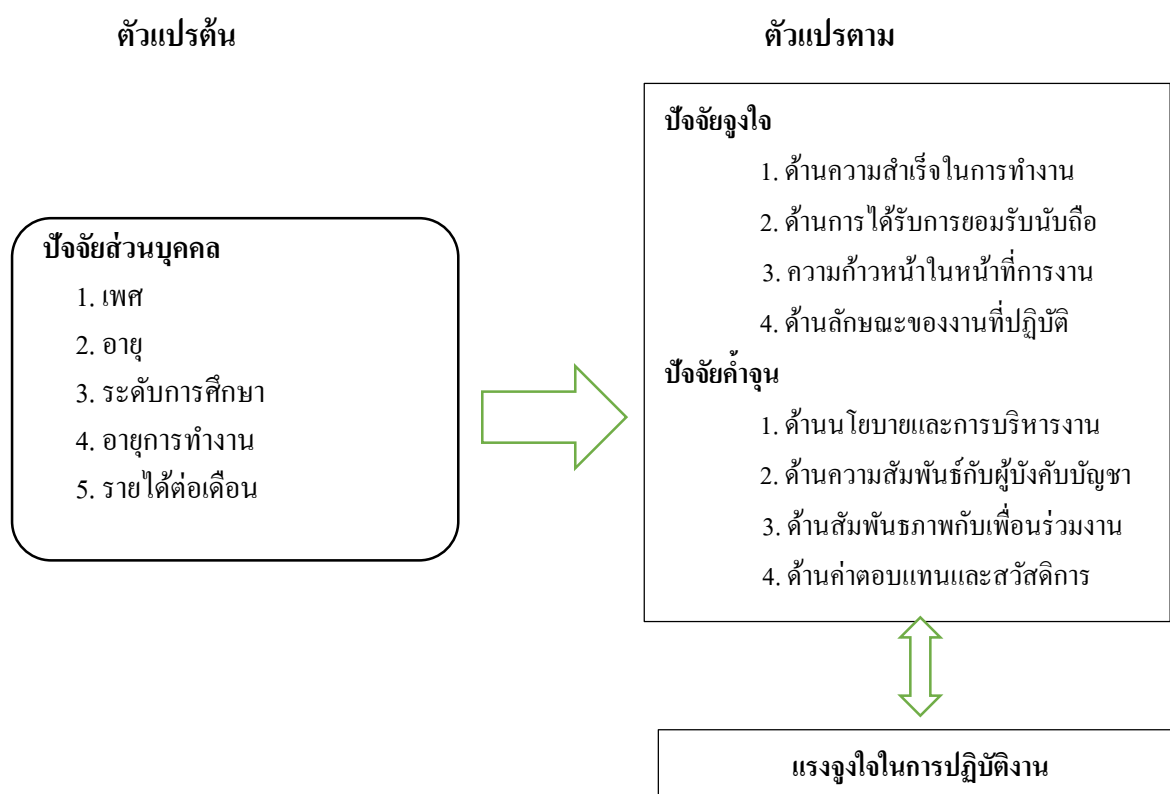 ตัวแปรต้น
ตัวแปรตาม
ปัจจัยส่วนบุคคล
1. เพศ
2. อายุ
3. ระดับการศึกษา
4. อายุการทำงาน
5. รายได้ต่อเดือน
ปัจจัยจูงใจ
1. ด้านความสำเร็จในการทำงาน
2. ด้านการได้รับการยอมรับนับถือ
3. ความก้าวหน้าในหน้าที่การงาน
4. ด้านลักษณะของงานที่ปฏิบัติ
ปัจจัยค้ำจุน
1. ด้านนโยบายและการบริหารงาน
2. ด้านความสัมพันธ์กับผู้บังคับบัญชา
3. ด้านสัมพันธภาพกับเพื่อนร่วมงาน
4. ด้านค่าตอบแทนและสวัสดิการ
แรงจูงใจในการปฏิบัติงาน